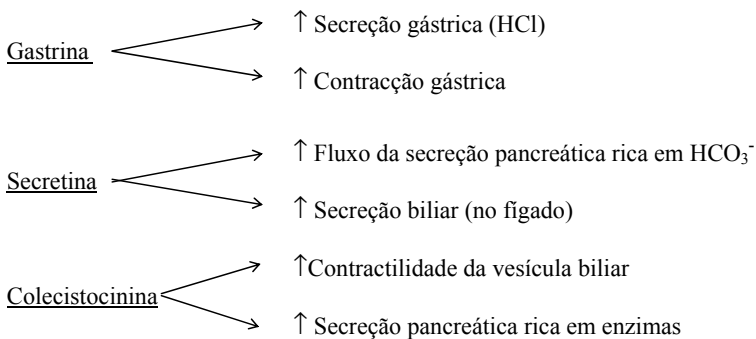 ↑ Secreção gástrica (HCl)
Gastrina
↑ Contracção gástrica
↑ Fluxo da secreção pancreática rica em HCO₃⁻
Secretina
↑ Secreção biliar (no fígado)
↑Contractilidade da vesícula biliar
Colecistocinina
↑ Secreção pancreática rica em enzimas